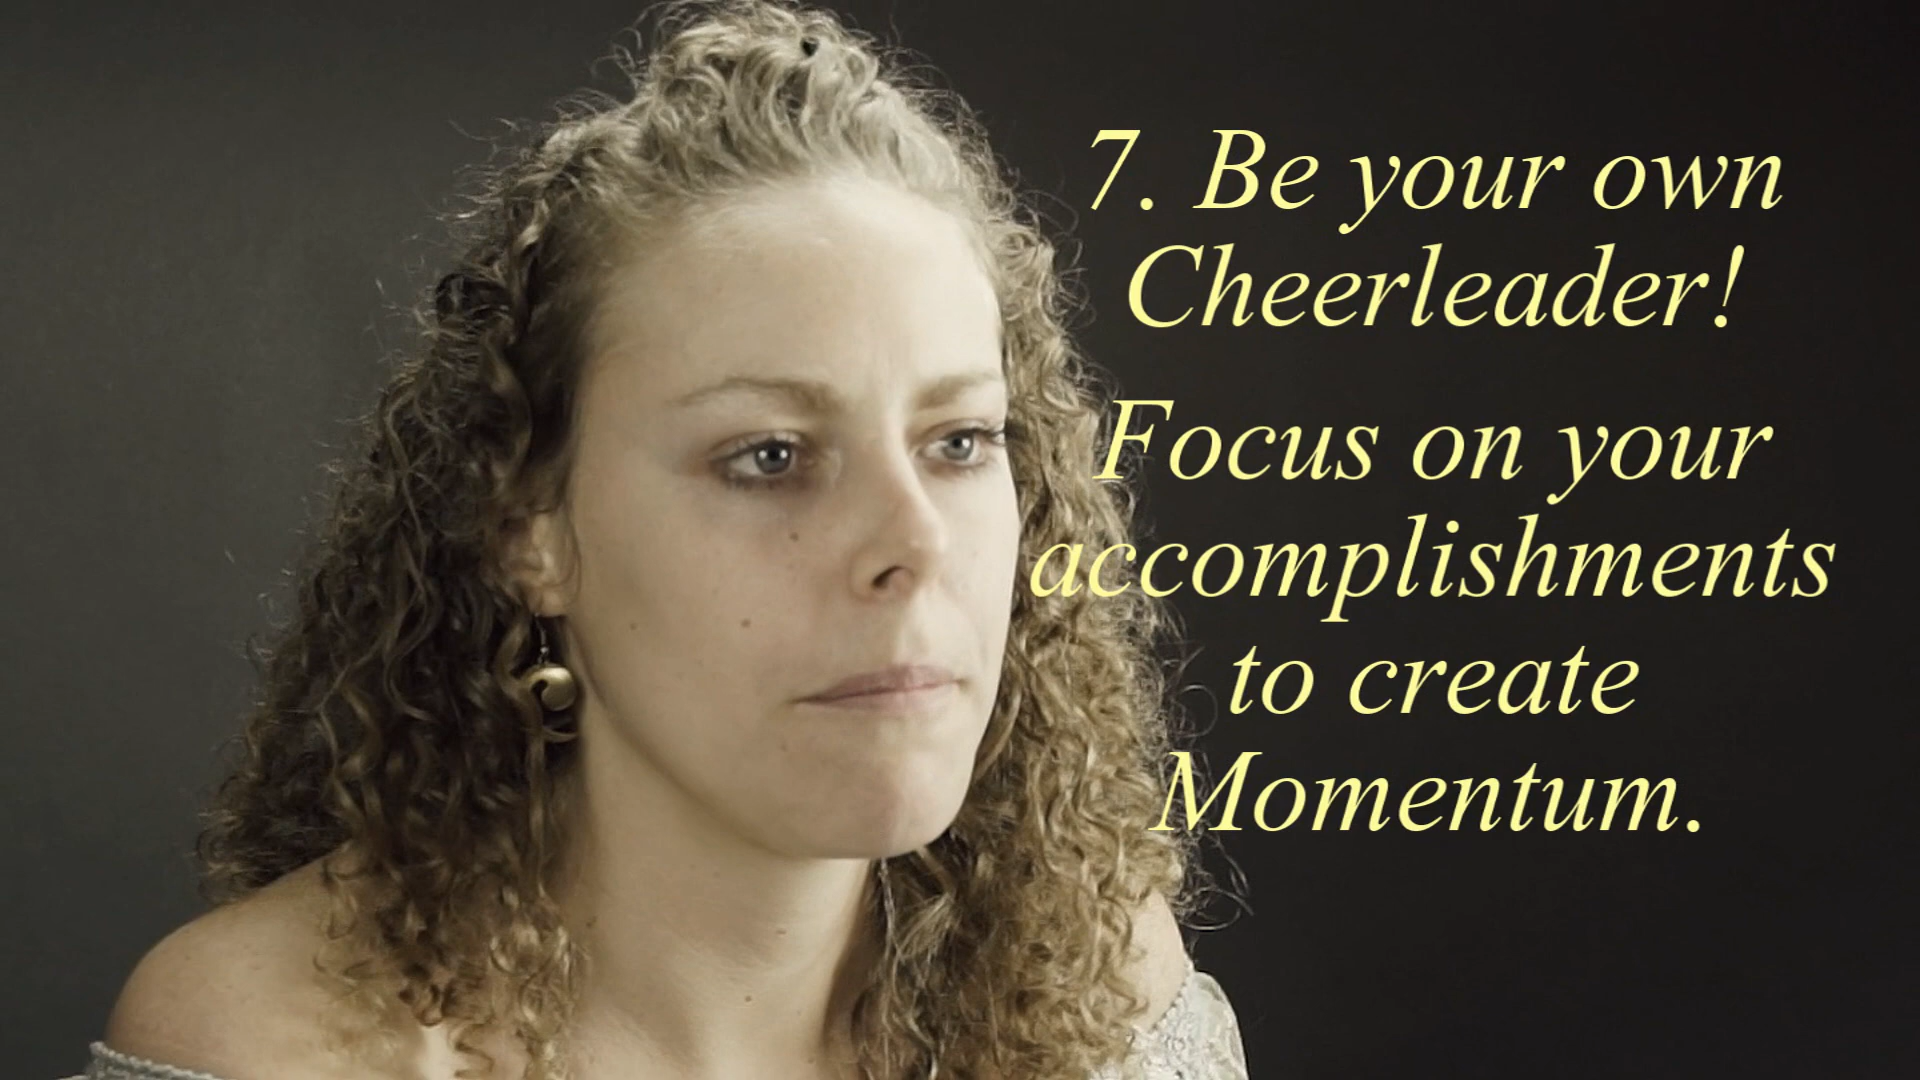 7. Be your own
Cheerleader!
Focus on your
accomplishments
to create
Momentum.